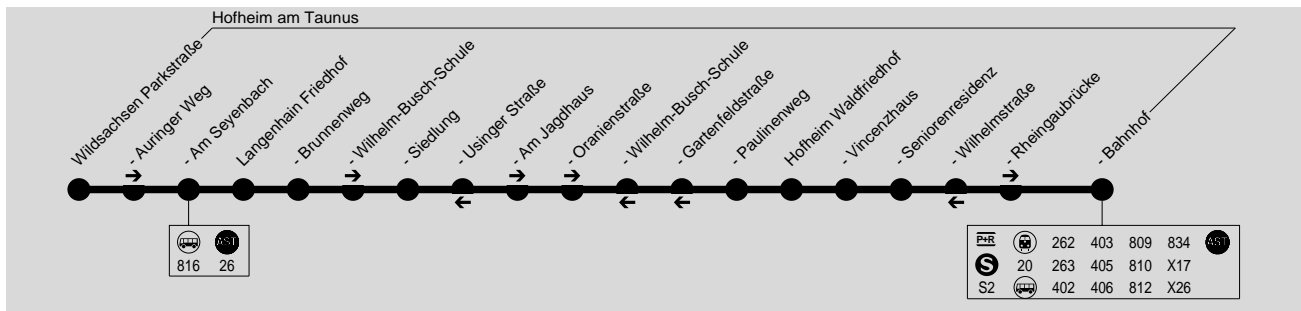 Hofheim am Taunus
Wildsachsen Parkstraße
- Auringer Weg
- Am Seyenbach
Langenhain Friedhof
- Brunnenweg
- Wilhelm-Busch-Schule
- Siedlung
- Usinger Straße
- Am Jagdhaus
- Oranienstraße
- Wilhelm-Busch-Schule
- Gartenfeldstraße
- Paulinenweg
Hofheim Waldfriedhof
- Vincenzhaus
- Seniorenresidenz
- Wilhelmstraße
- Rheingaubrücke
- Bahnhof
AST
816 26
P+R 262 403 809 834 AST
S 20 263 405 810 X17
S2 402 406 812 X26